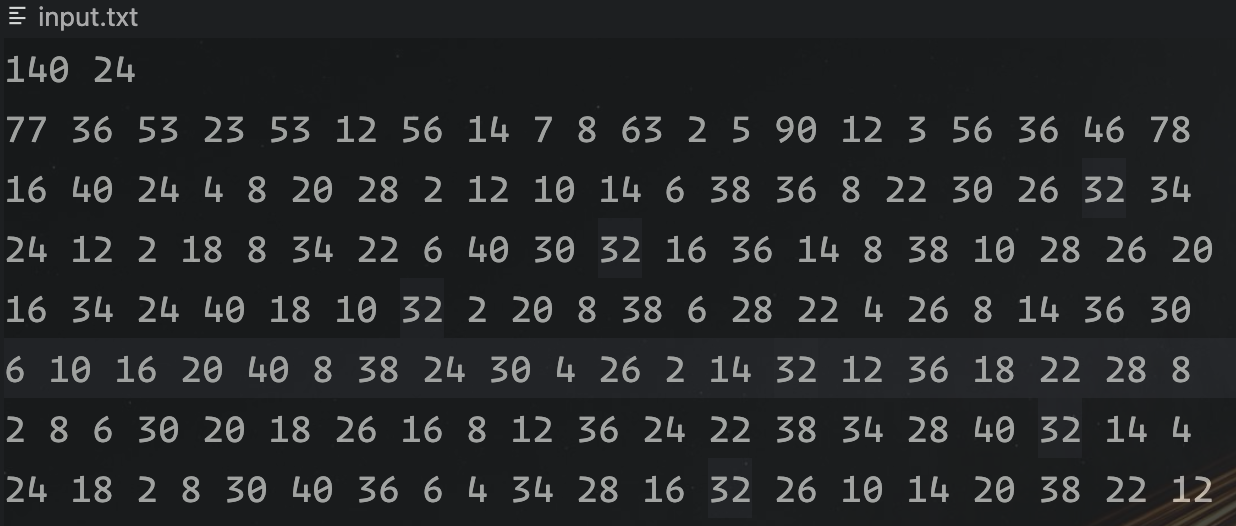 input.txt
140 24
77 36 53 23 53 12 56 14 7 8 63 2 5 90 12 3 56 36 46 78
16 40 24 4 8 20 28 2 12 10 14 6 38 36 8 22 30 26 32 34
24 12 2 18 8 34 22 6 40 30 32 16 36 14 8 38 10 28 26 20
16 34 24 40 18 10 32 2 20 8 38 6 28 22 4 26 8 14 36 30
6 10 16 20 40 8 38 24 30 4 26 2 14 32 12 36 18 22 28 8
2 8 6 30 20 18 26 16 8 12 36 24 22 38 34 28 40 32 14 4
24 18 2 8 30 40 36 6 4 34 28 16 32 26 10 14 20 38 22 12